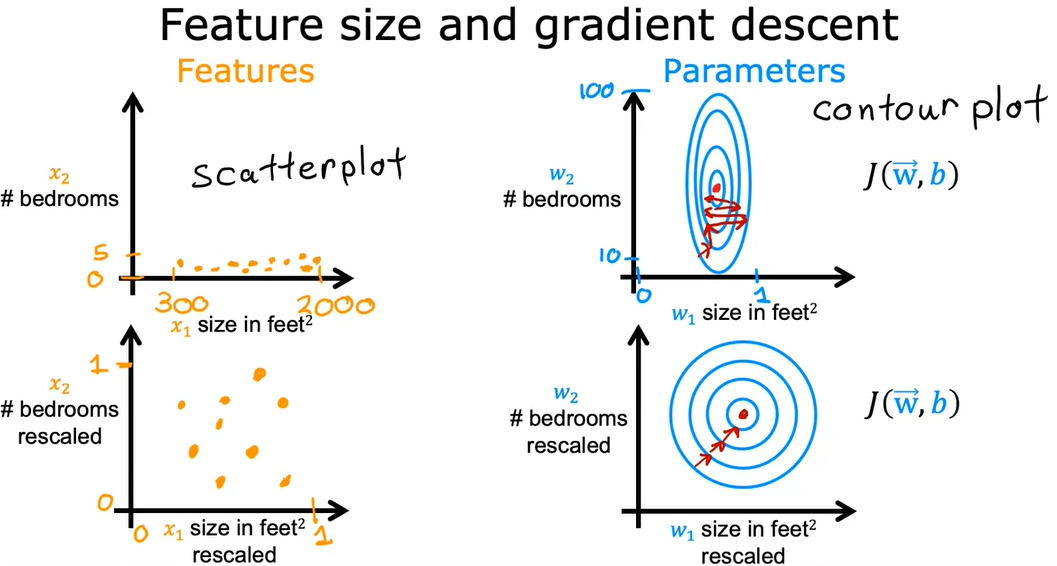 Feature size and gradient descent
Features
Parameters
scatterplot
x₂
# bedrooms
5
0
300
2000
x₁ size in feet²
100
contour plot
w₂
# bedrooms
J(w⃗, b)
10
0
1
w₁ size in feet²
1
x₂
# bedrooms
rescaled
0
0
x₁ size in feet²
1
rescaled
w₂
# bedrooms
rescaled
J(w⃗, b)
w₁ size in feet²
rescaled